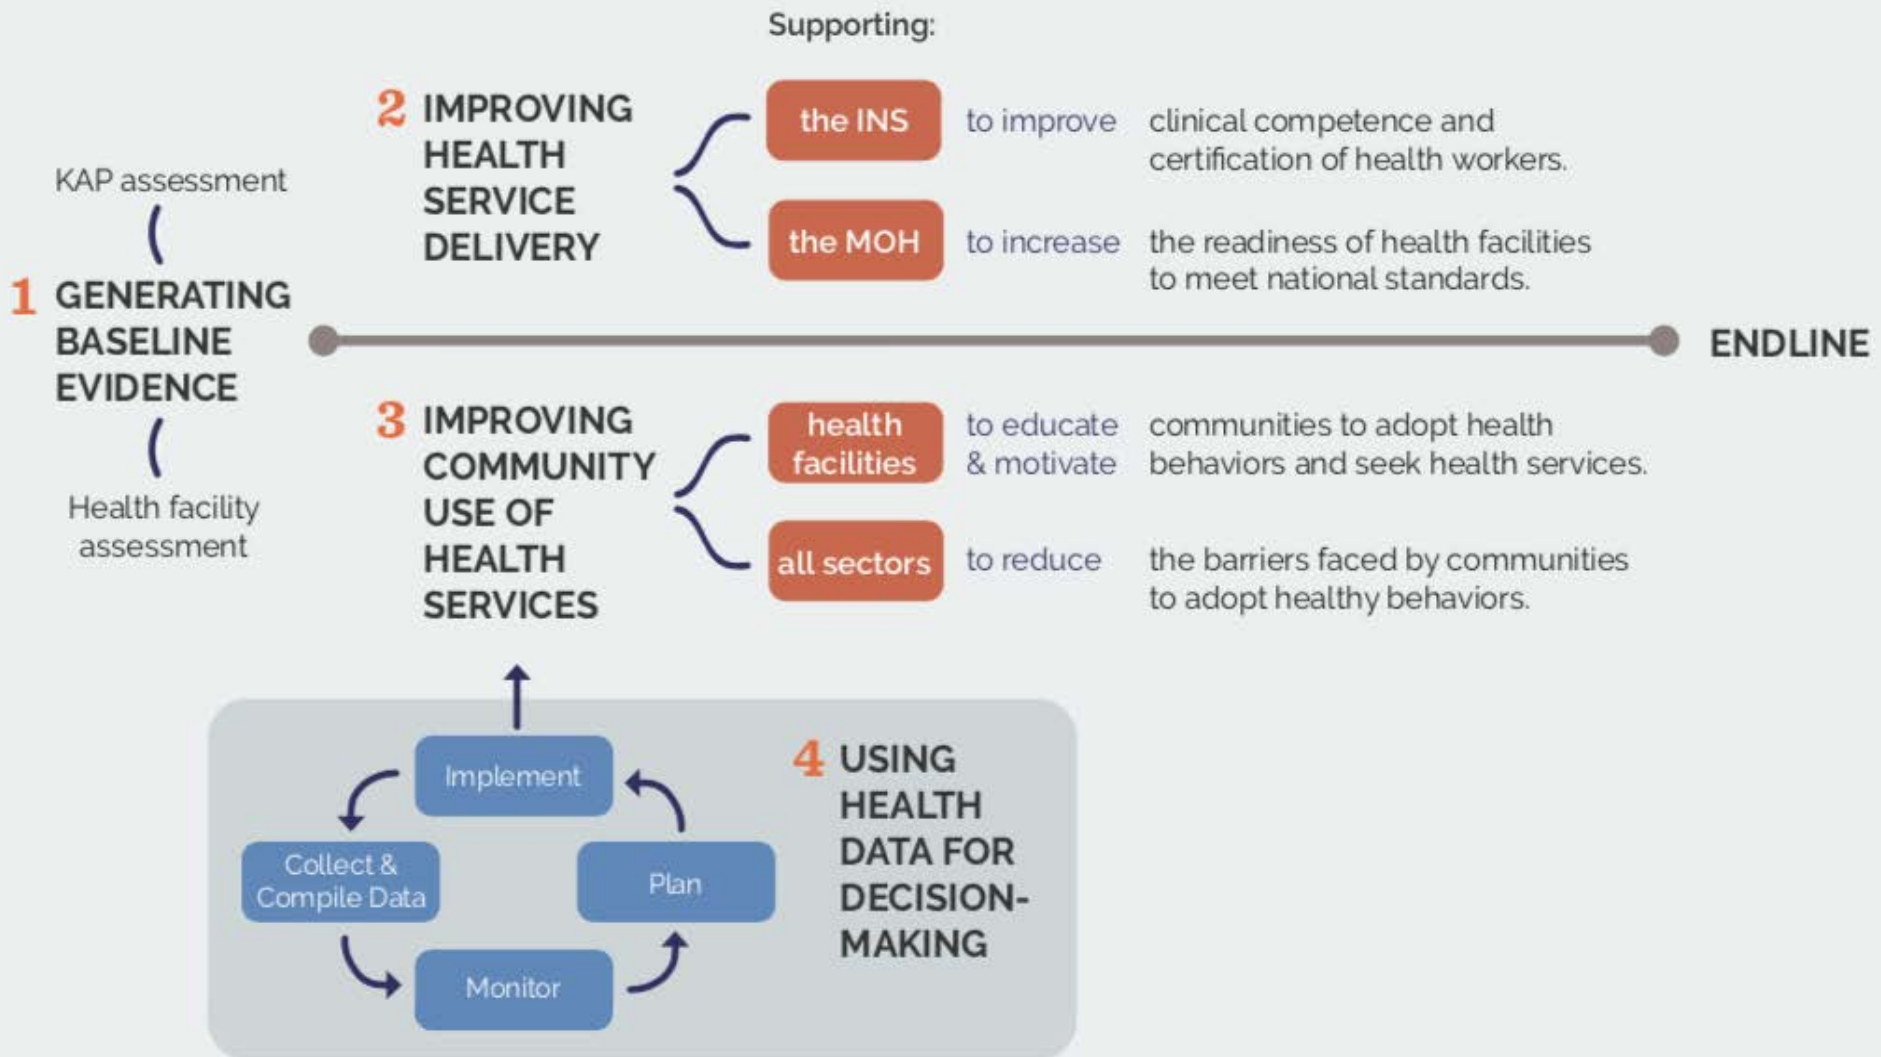 Supporting:
KAP assessment
1 GENERATING
BASELINE
EVIDENCE
Health facility
assessment
2 IMPROVING
HEALTH
SERVICE
DELIVERY
the INS to improve clinical competence and
certification of health workers.
the MOH to increase the readiness of health facilities
to meet national standards.
ENDLINE
3 IMPROVING
COMMUNITY
USE OF
HEALTH
SERVICES
health to educate communities to adopt health
facilities & motivate behaviors and seek health services.
all sectors to reduce the barriers faced by communities
to adopt healthy behaviors.
Implement
Collect &
Compile Data
Plan
Monitor
4 USING
HEALTH
DATA FOR
DECISION-
MAKING